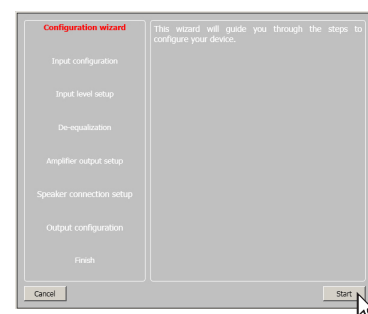 Configuration wizard
Input configuration
Input level setup
De-equalization
Amplifier output setup
Speaker connection setup
Output configuration
Finish
This wizard will guide you through the steps to
configure your device.
Cancel
Start